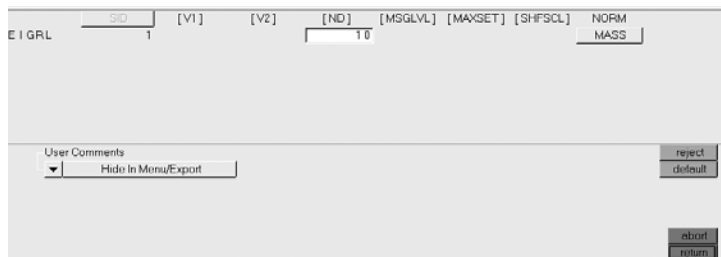 SID [V1] [V2] [ND] [MSGLVL] [MAXSET] [SHFSCL] NORM
EIGRL 1 10 MASS
User Comments
Hide In Menu/Export
reject
default
abort
return